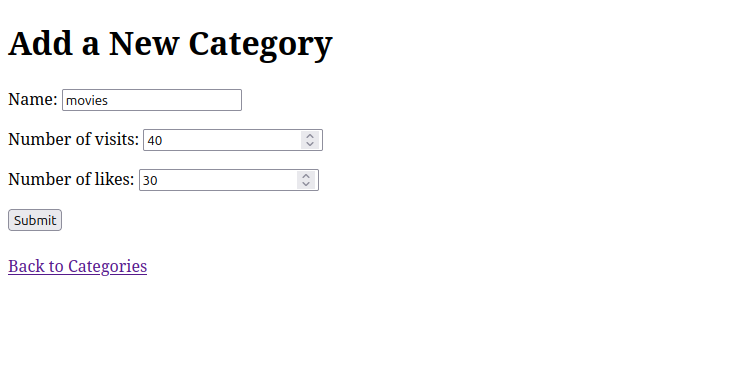 Add a New Category
Name: movies
Number of visits: 40
Number of likes: 30
Submit
Back to Categories